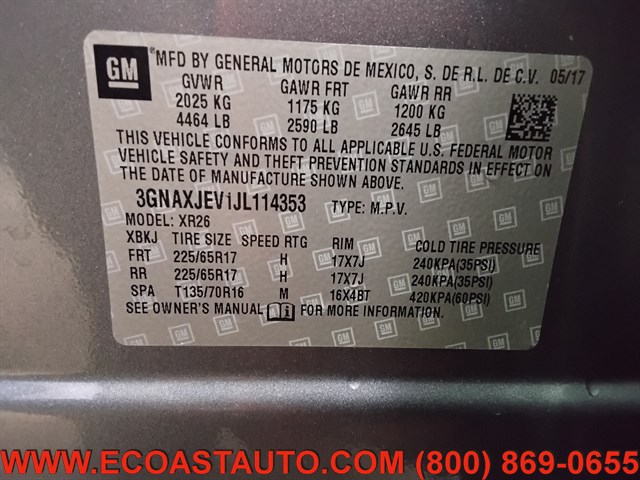 GM
MFD BY GENERAL MOTORS DE MEXICO, S. DE R.L. DE C.V. 05/17
GVWR GAWR FRT GAWR RR
2025 KG 1175 KG 1200 KG
4464 LB 2590 LB 2645 LB
THIS VEHICLE CONFORMS TO ALL APPLICABLE U.S. FEDERAL MOTOR
VEHICLE SAFETY AND THEFT PREVENTION STANDARDS IN EFFECT ON
THE DATE OF MANUFACTURE SHOWN ABOVE.
3GNAXJEV1JL114353 TYPE: M.P.V.
MODEL: XR26
XBKJ TIRE SIZE SPEED RTG RIM COLD TIRE PRESSURE
FRT 225/65R17 H 17X7J 240KPA(35PSI)
RR 225/65R17 H 17X7J 240KPA(35PSI)
SPA T135/70R16 M 16X4BT 420KPA(60PSI)
SEE OWNER'S MANUAL FOR MORE INFORMATION.
WWW.ECOASTAUTO.COM (800) 869-0655